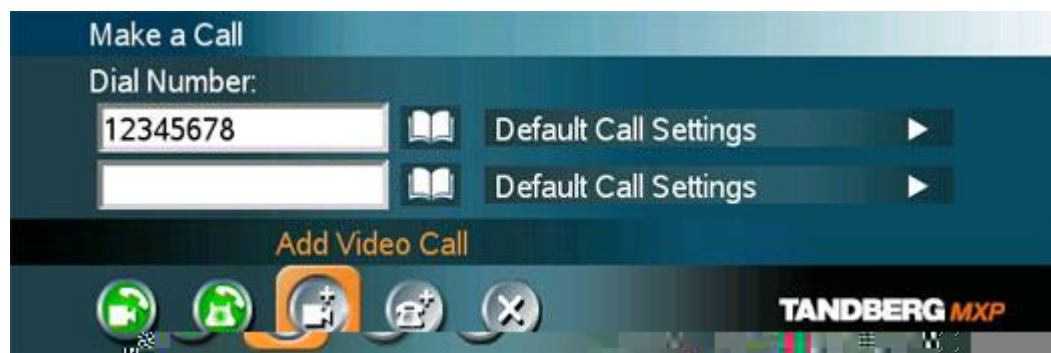 Make a Call
Dial Number:
12345678 Default Call Settings
Default Call Settings
Add Video Call
TANDBERG MXP